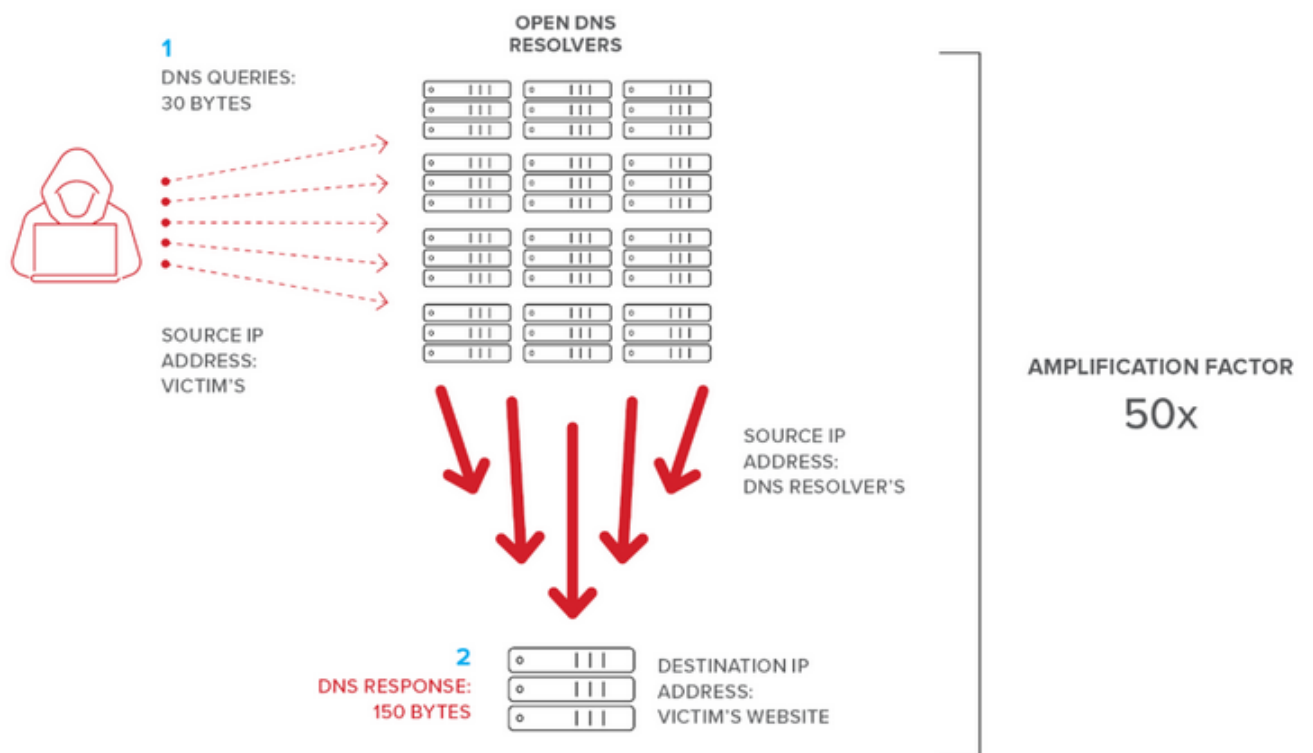 OPEN DNS
RESOLVERS
1
DNS QUERIES:
30 BYTES
SOURCE IP
ADDRESS:
VICTIM'S
SOURCE IP
ADDRESS:
DNS RESOLVER'S
AMPLIFICATION FACTOR
50x
2
DNS RESPONSE:
150 BYTES
DESTINATION IP
ADDRESS:
VICTIM'S WEBSITE